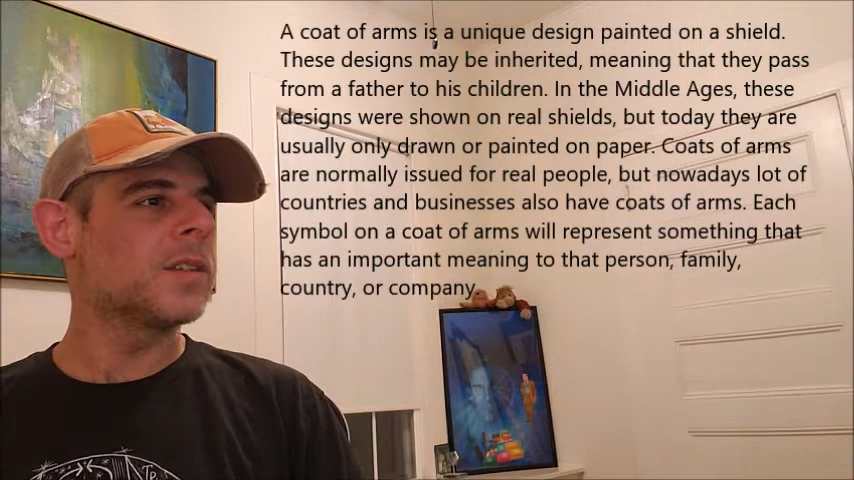 A coat of arms is a unique design painted on a shield.
These designs may be inherited, meaning that they pass
from a father to his children. In the Middle Ages, these
designs were shown on real shields, but today they are
usually only drawn or painted on paper. Coats of arms
are normally issued for real people, but nowadays lot of
countries and businesses also have coats of arms. Each
symbol on a coat of arms will represent something that
has an important meaning to that person, family,
country, or company